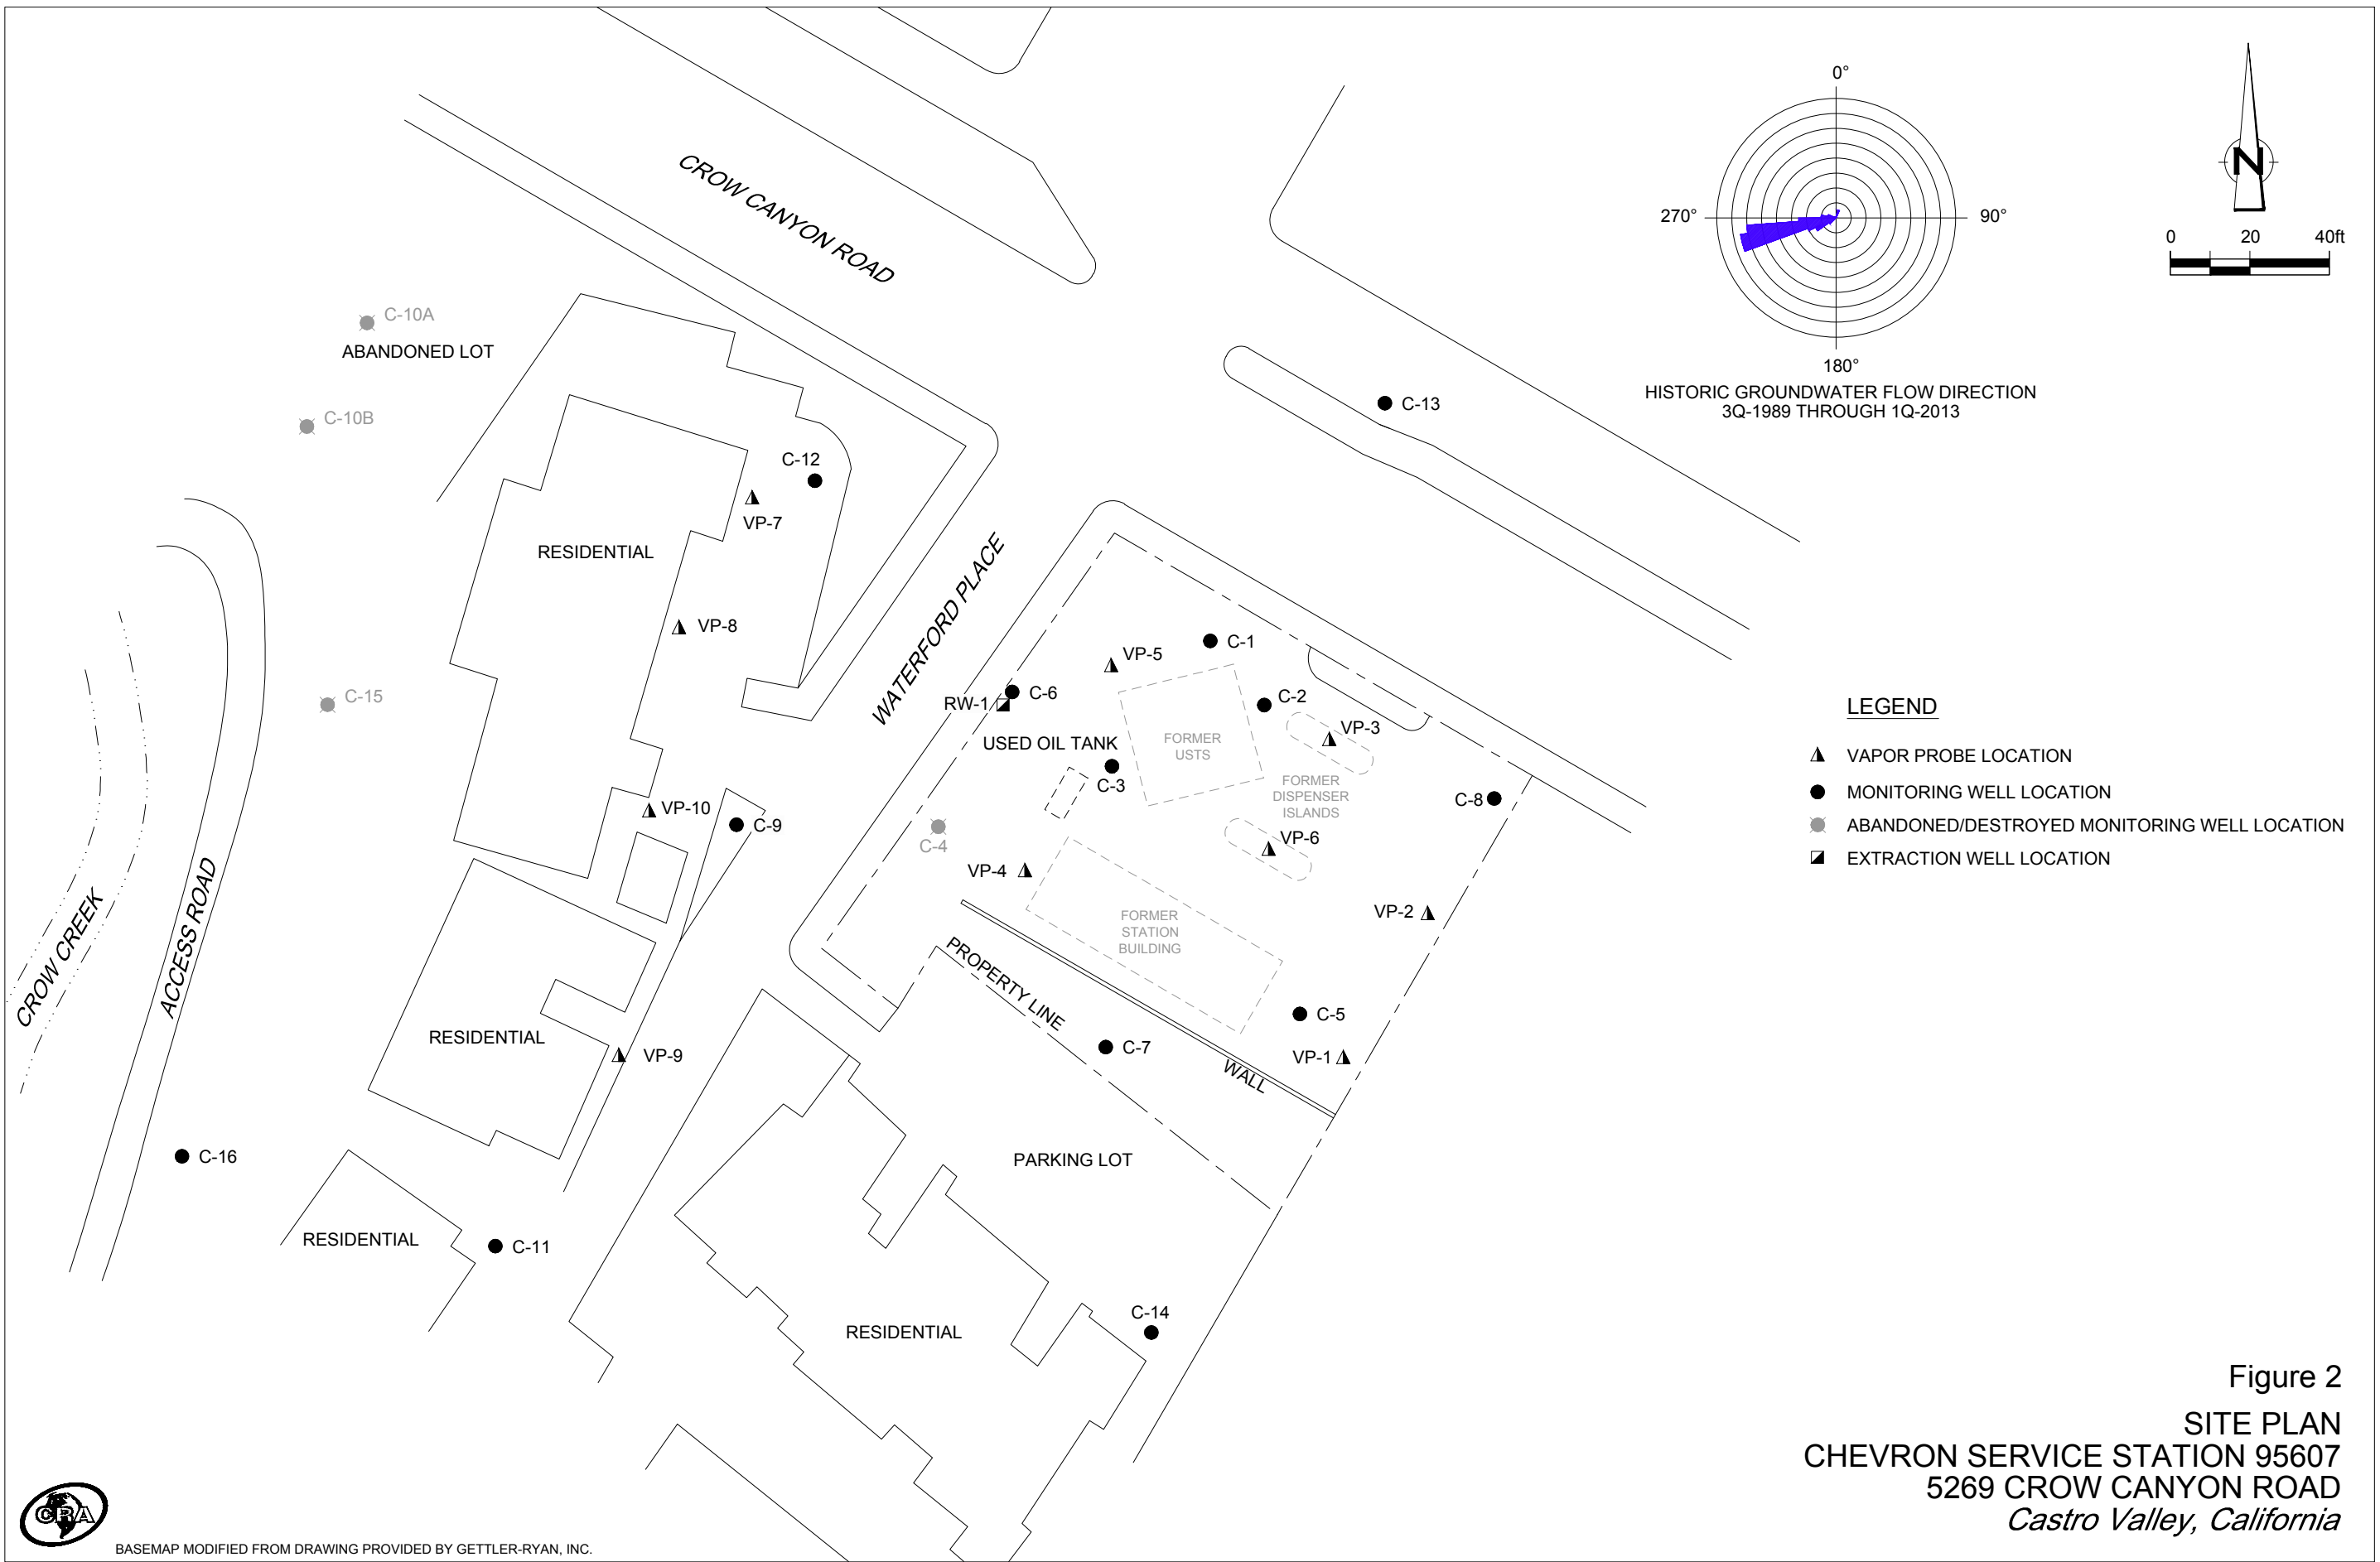 0°
270°
90°
180°
HISTORIC GROUNDWATER FLOW DIRECTION
3Q-1989 THROUGH 1Q-2013
N
0 20 40ft
CROW CANYON ROAD
C-10A
ABANDONED LOT
C-10B
C-13
C-12
VP-7
RESIDENTIAL
VP-8
WATERFORD PLACE
C-1
VP-5
C-6
RW-1
C-2
C-15
VP-3
USED OIL TANK
FORMER
USTS
C-3
FORMER
DISPENSER
ISLANDS
C-8
VP-10
C-9
C-4
VP-6
VP-4
VP-2
FORMER
STATION
BUILDING
CROW CREEK
ACCESS ROAD
PROPERTY LINE
C-5
RESIDENTIAL
VP-9
C-7
VP-1
WALL
C-16
PARKING LOT
RESIDENTIAL
C-11
C-14
RESIDENTIAL
LEGEND
VAPOR PROBE LOCATION
MONITORING WELL LOCATION
ABANDONED/DESTROYED MONITORING WELL LOCATION
EXTRACTION WELL LOCATION
Figure 2
SITE PLAN
CHEVRON SERVICE STATION 95607
5269 CROW CANYON ROAD
Castro Valley, California
CRA
BASEMAP MODIFIED FROM DRAWING PROVIDED BY GETTLER-RYAN, INC.